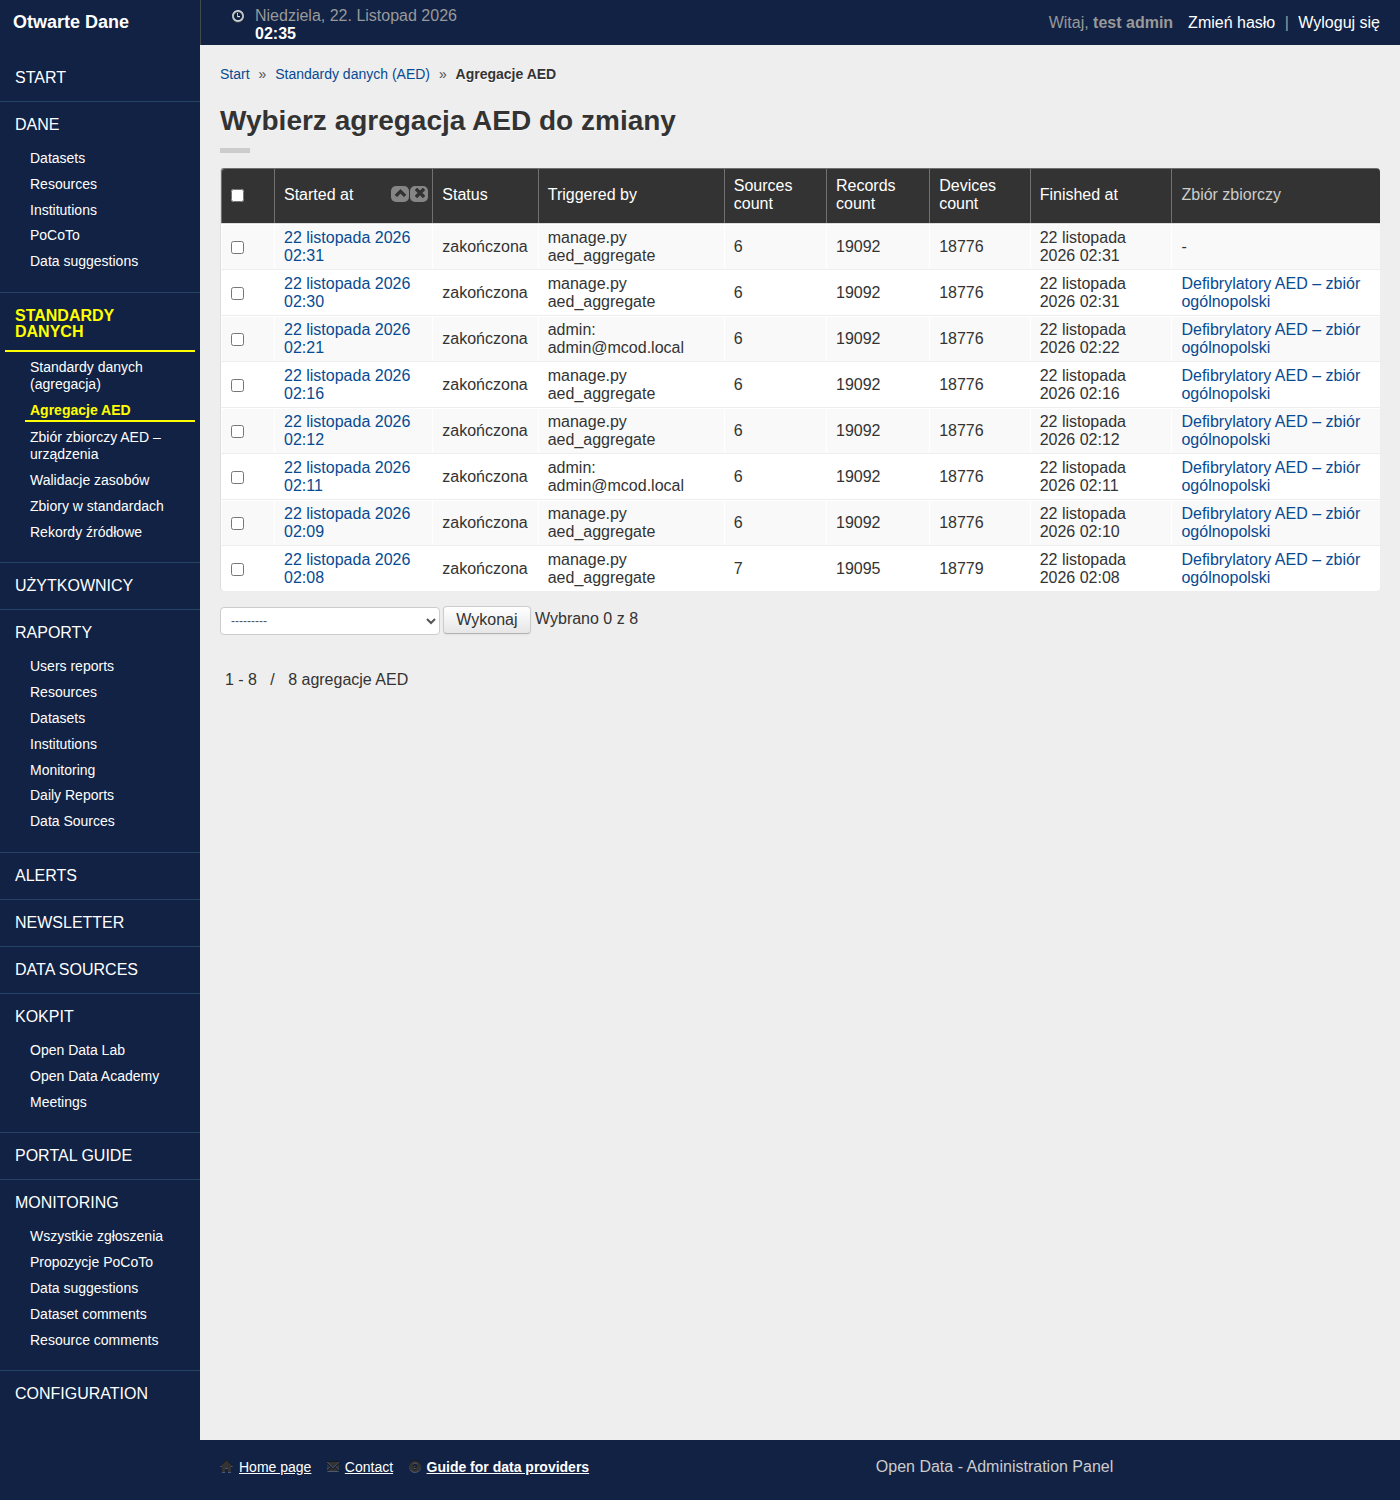 Otwarte Dane
Niedziela, 22. Listopad 2026
02:35
Witaj, test admin Zmień hasło | Wyloguj się
START
DANE
Datasets
Resources
Institutions
PoCoTo
Data suggestions
STANDARDY
DANYCH
Standardy danych
(agregacja)
Agregacje AED
Zbiór zbiorczy AED –
urządzenia
Walidacje zasobów
Zbiory w standardach
Rekordy źródłowe
UŻYTKOWNICY
RAPORTY
Users reports
Resources
Datasets
Institutions
Monitoring
Daily Reports
Data Sources
ALERTS
NEWSLETTER
DATA SOURCES
KOKPIT
Open Data Lab
Open Data Academy
Meetings
PORTAL GUIDE
MONITORING
Wszystkie zgłoszenia
Propozycje PoCoTo
Data suggestions
Dataset comments
Resource comments
CONFIGURATION
Start » Standardy danych (AED) » Agregacje AED
Wybierz agregacja AED do zmiany
Started at Status Triggered by Sources count Records count Devices count Finished at Zbiór zbiorczy
22 listopada 2026 02:31 zakończona manage.py aed_aggregate 6 19092 18776 22 listopada 2026 02:31 -
22 listopada 2026 02:30 zakończona manage.py aed_aggregate 6 19092 18776 22 listopada 2026 02:31 Defibrylatory AED – zbiór ogólnopolski
22 listopada 2026 02:21 zakończona admin: admin@mcod.local 6 19092 18776 22 listopada 2026 02:22 Defibrylatory AED – zbiór ogólnopolski
22 listopada 2026 02:16 zakończona manage.py aed_aggregate 6 19092 18776 22 listopada 2026 02:16 Defibrylatory AED – zbiór ogólnopolski
22 listopada 2026 02:12 zakończona manage.py aed_aggregate 6 19092 18776 22 listopada 2026 02:12 Defibrylatory AED – zbiór ogólnopolski
22 listopada 2026 02:11 zakończona admin: admin@mcod.local 6 19092 18776 22 listopada 2026 02:11 Defibrylatory AED – zbiór ogólnopolski
22 listopada 2026 02:09 zakończona manage.py aed_aggregate 6 19092 18776 22 listopada 2026 02:10 Defibrylatory AED – zbiór ogólnopolski
22 listopada 2026 02:08 zakończona manage.py aed_aggregate 7 19095 18779 22 listopada 2026 02:08 Defibrylatory AED – zbiór ogólnopolski
--------- Wykonaj Wybrano 0 z 8
1 - 8 / 8 agregacje AED
Home page Contact Guide for data providers Open Data - Administration Panel